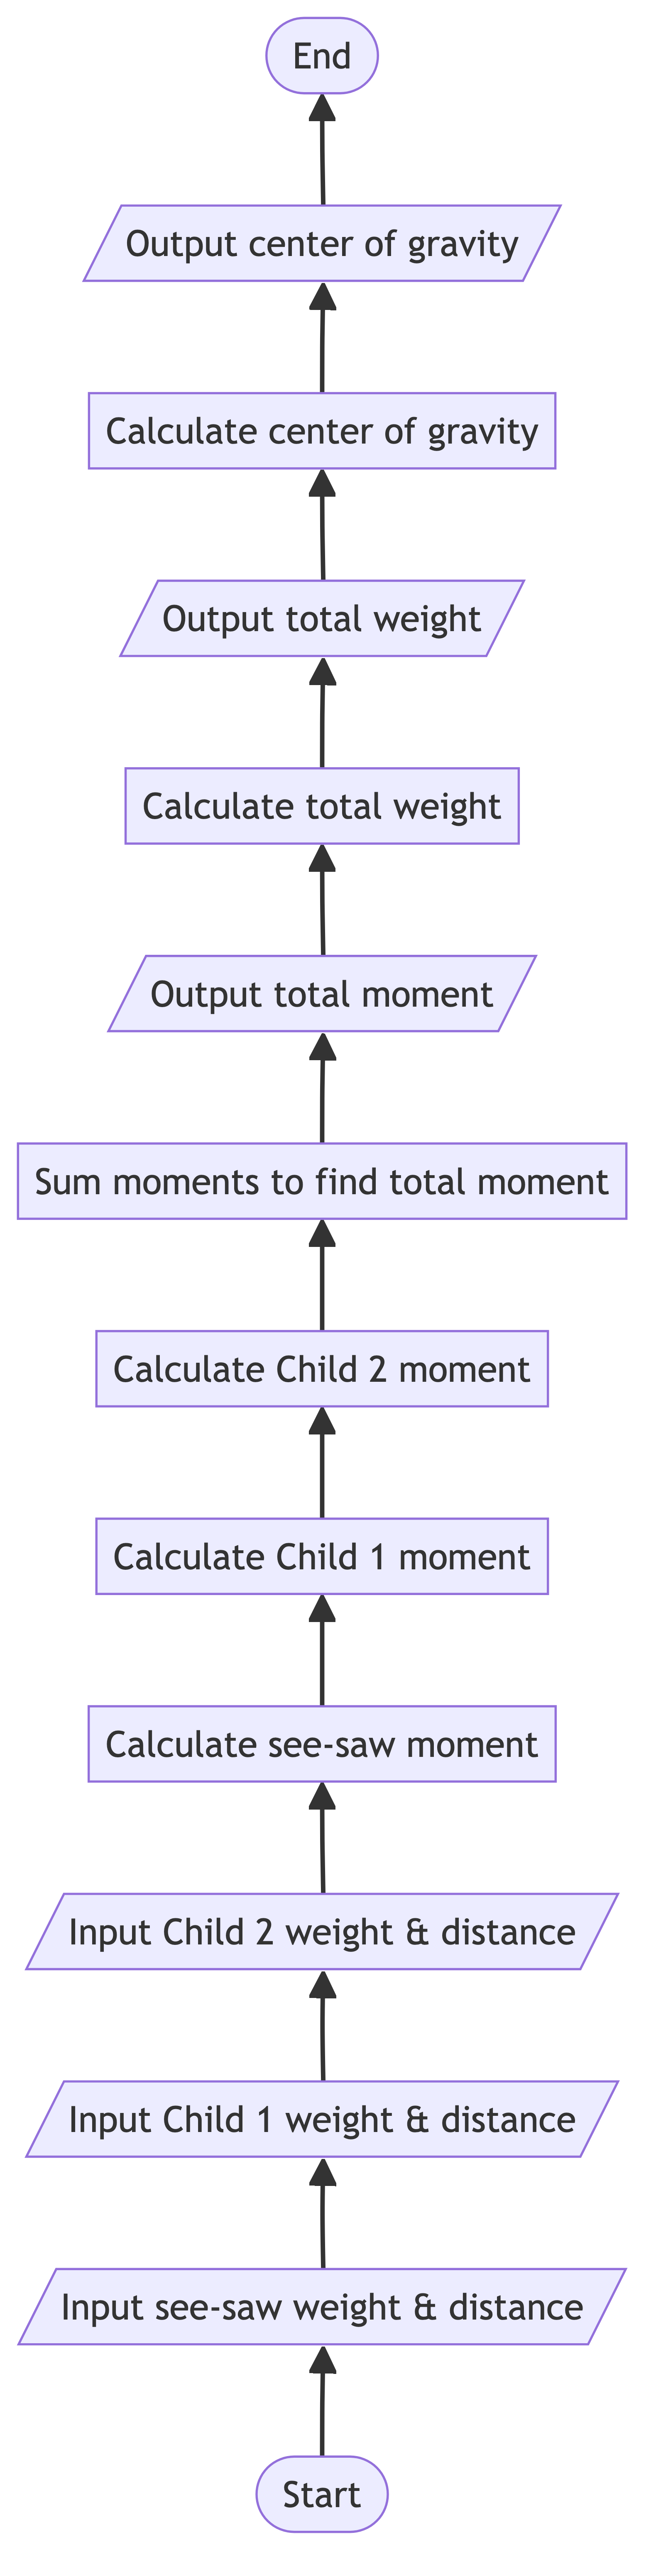 End
Output center of gravity
Calculate center of gravity
Output total weight
Calculate total weight
Output total moment
Sum moments to find total moment
Calculate Child 2 moment
Calculate Child 1 moment
Calculate see-saw moment
Input Child 2 weight & distance
Input Child 1 weight & distance
Input see-saw weight & distance
Start